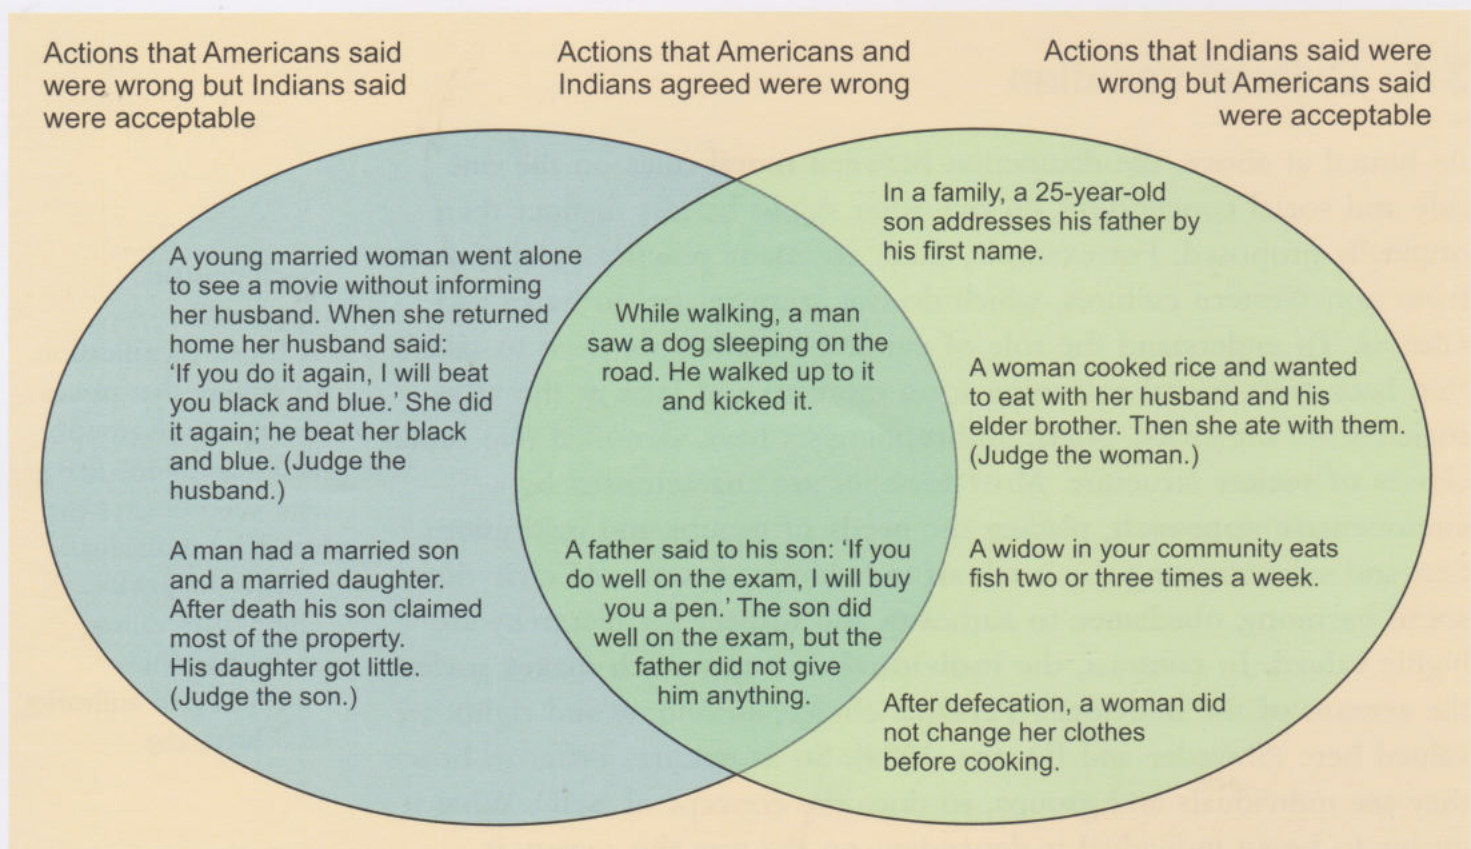 Actions that Americans said
were wrong but Indians said
were acceptable
Actions that Americans and
Indians agreed were wrong
Actions that Indians said were
wrong but Americans said
were acceptable
A young married woman went alone
to see a movie without informing
her husband. When she returned
home her husband said:
‘If you do it again, I will beat
you black and blue.’ She did
it again; he beat her black
and blue. (Judge the
husband.)
A man had a married son
and a married daughter.
After death his son claimed
most of the property.
His daughter got little.
(Judge the son.)
While walking, a man
saw a dog sleeping on the
road. He walked up to it
and kicked it.
A father said to his son: ‘If you
do well on the exam, I will buy
you a pen.’ The son did
well on the exam, but the
father did not give
him anything.
In a family, a 25-year-old
son addresses his father by
his first name.
A woman cooked rice and wanted
to eat with her husband and his
elder brother. Then she ate with them.
(Judge the woman.)
A widow in your community eats
fish two or three times a week.
After defecation, a woman did
not change her clothes
before cooking.